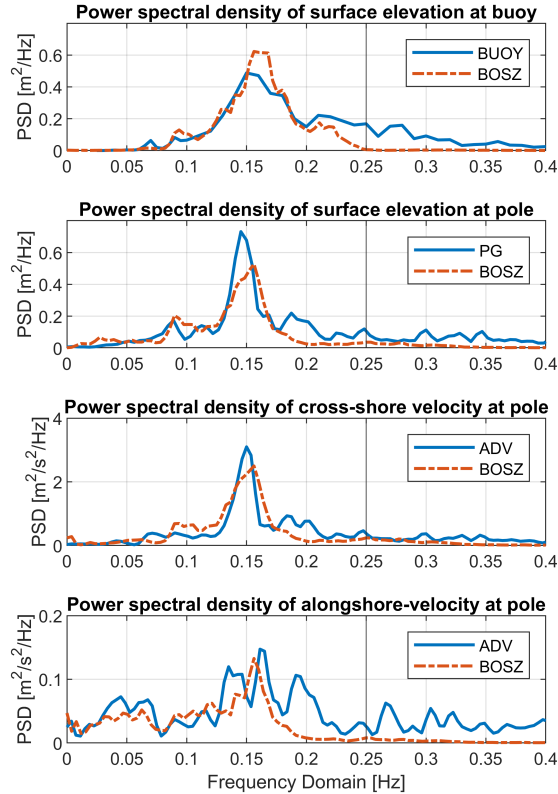 Power spectral density of surface elevation at buoy
PSD [m²/Hz]
0.6
0.4
0.2
0
BUOY
BOSZ
0 0.05 0.1 0.15 0.2 0.25 0.3 0.35 0.4
Power spectral density of surface elevation at pole
PSD [m²/Hz]
0.6
0.4
0.2
0
PG
BOSZ
0 0.05 0.1 0.15 0.2 0.25 0.3 0.35 0.4
Power spectral density of cross-shore velocity at pole
PSD [m²/s²/Hz]
4
2
0
ADV
BOSZ
0 0.05 0.1 0.15 0.2 0.25 0.3 0.35 0.4
Power spectral density of alongshore-velocity at pole
PSD [m²/s²/Hz]
0.2
0.1
0
ADV
BOSZ
0 0.05 0.1 0.15 0.2 0.25 0.3 0.35 0.4
Frequency Domain [Hz]